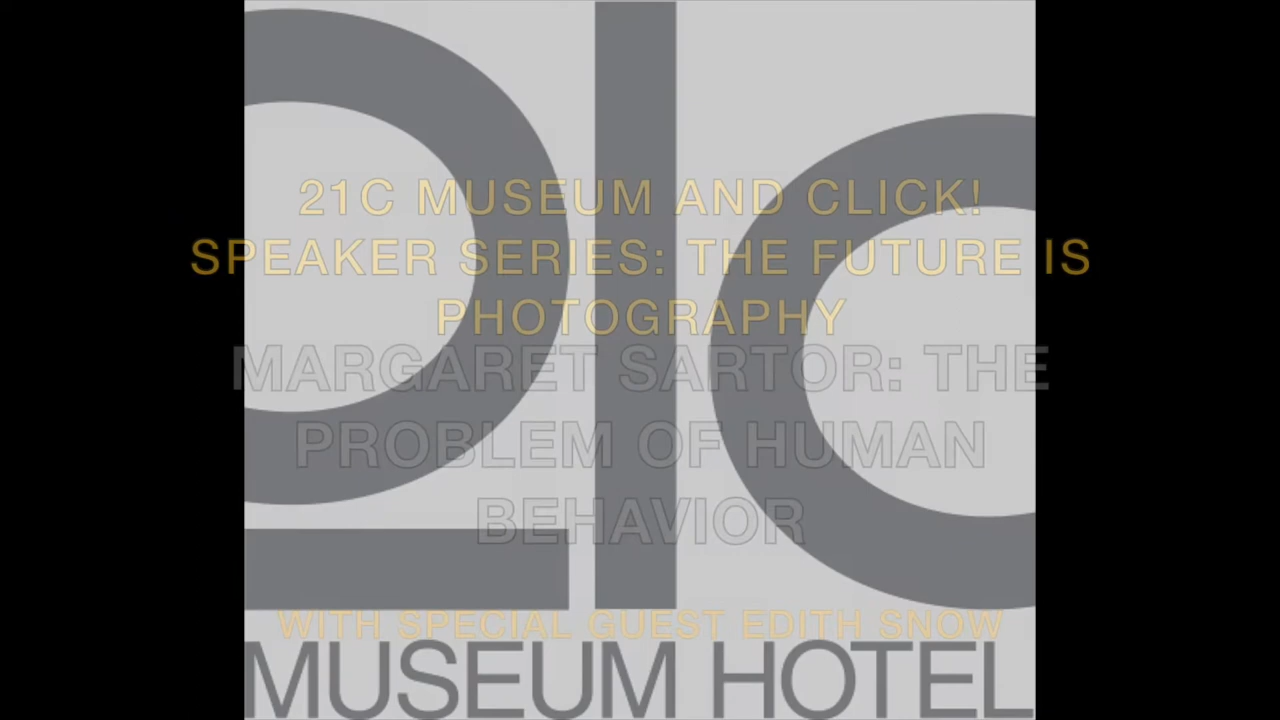 21c
21C MUSEUM AND CLICK!
SPEAKER SERIES: THE FUTURE IS
PHOTOGRAPHY
MARGARET SARTOR: THE
PROBLEM OF HUMAN
BEHAVIOR
WITH SPECIAL GUEST EDITH SNOW
MUSEUM HOTEL